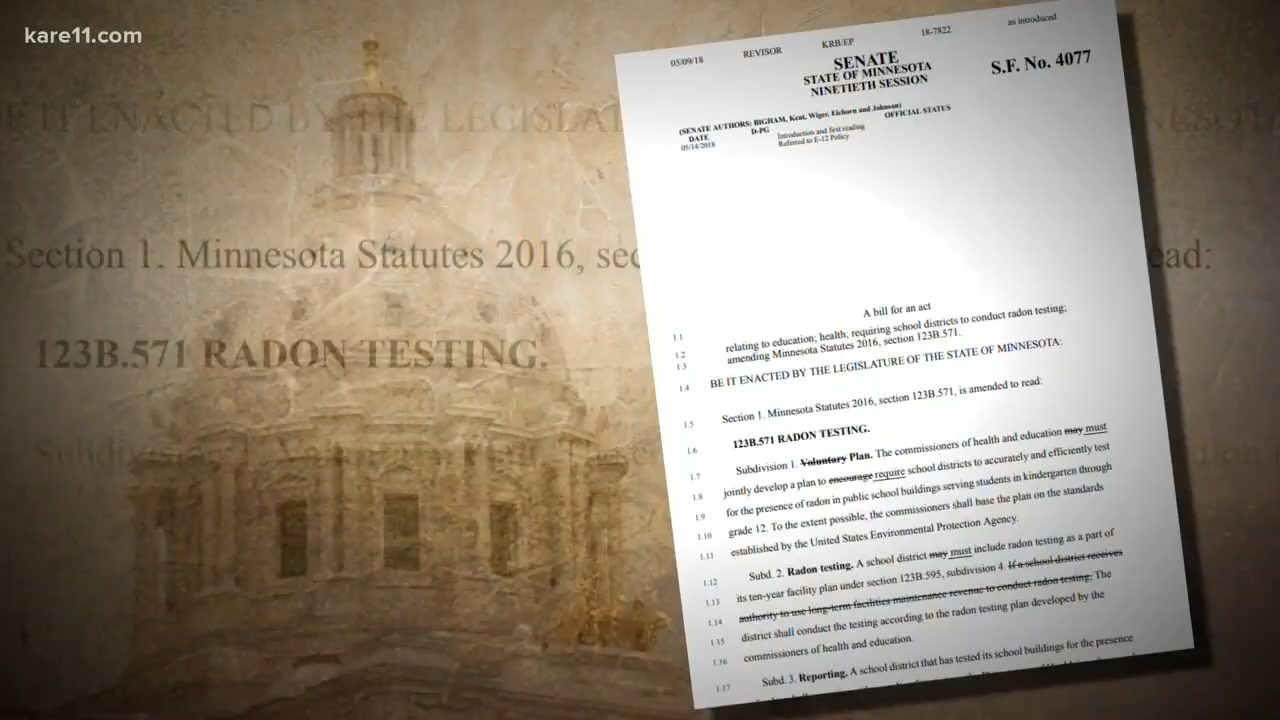 kare11.com
BE IT ENACTED BY THE LEGISLAT
Section 1. Minnesota Statutes 2016, sec
ead:
123B.571 RADON TESTING.
Subdivision
as introduced
05/09/18 REVISOR KRB/EP 18-7822
SENATE
STATE OF MINNESOTA
NINETIETH SESSION
S.F. No. 4077
(SENATE AUTHORS: BIGHAM, Kent, Wiger, Eichorn and Johnson)
DATE D-PG OFFICIAL STATUS
05/14/2018 Introduction and first reading
Referred to E-12 Policy
1.1 A bill for an act
1.2 relating to education; health; requiring school districts to conduct radon testing;
1.3 amending Minnesota Statutes 2016, section 123B.571.
1.4 BE IT ENACTED BY THE LEGISLATURE OF THE STATE OF MINNESOTA:
1.5 Section 1. Minnesota Statutes 2016, section 123B.571, is amended to read:
1.6 123B.571 RADON TESTING.
1.7 Subdivision 1. Voluntary Plan. The commissioners of health and education may must
1.8 jointly develop a plan to encourage require school districts to accurately and efficiently test
1.9 for the presence of radon in public school buildings serving students in kindergarten through
1.10 grade 12. To the extent possible, the commissioners shall base the plan on the standards
1.11 established by the United States Environmental Protection Agency.
1.12 Subd. 2. Radon testing. A school district may must include radon testing as a part of
1.13 its ten-year facility plan under section 123B.595, subdivision 4. If a school district receives
1.14 authority to use long-term facilities maintenance revenue to conduct radon testing, The
1.15 district shall conduct the testing according to the radon testing plan developed by the
1.16 commissioners of health and education.
1.17 Subd. 3. Reporting. A school district that has tested its school buildings for the presence